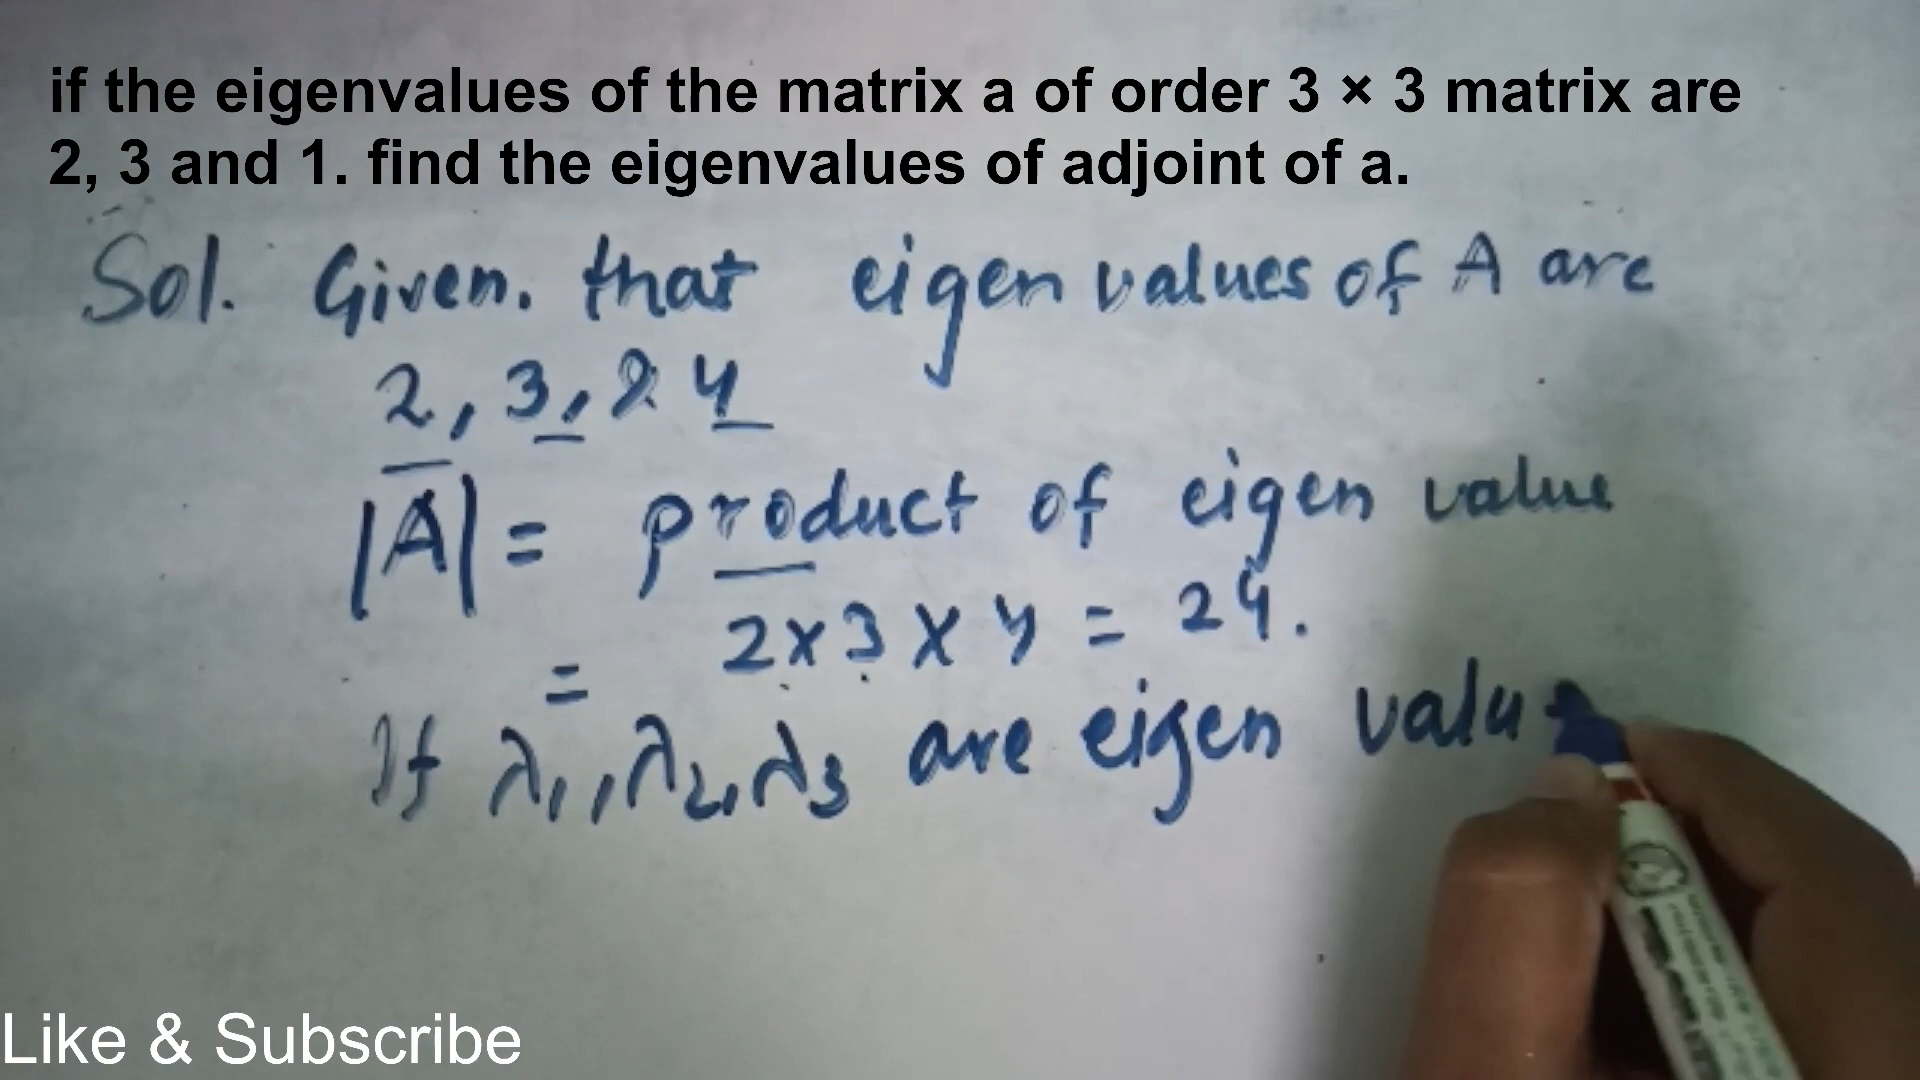 if the eigenvalues of the matrix a of order 3 × 3 matrix are
2, 3 and 1. find the eigenvalues of adjoint of a.
Sol. Given. that eigen values of A are
2, 3, & 4
|A| = product of eigen value
= 2 x 3 x 4 = 24.
If λ1, λ2, λ3 are eigen valu
Like & Subscribe